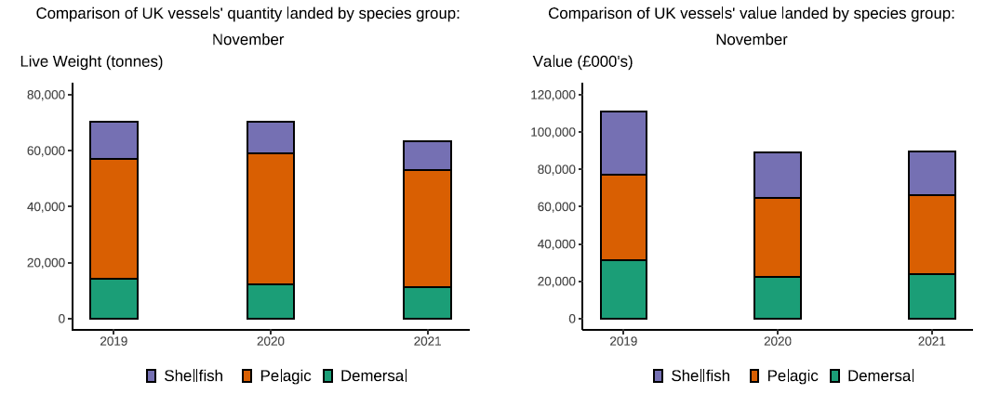 Comparison of UK vessels' quantity landed by species group:
November
Live Weight (tonnes)
80,000
60,000
40,000
20,000
0
2019 2020 2021
Shellfish Pelagic Demersal
Comparison of UK vessels' value landed by species group:
November
Value (£000's)
120,000
100,000
80,000
60,000
40,000
20,000
0
2019 2020 2021
Shellfish Pelagic Demersal